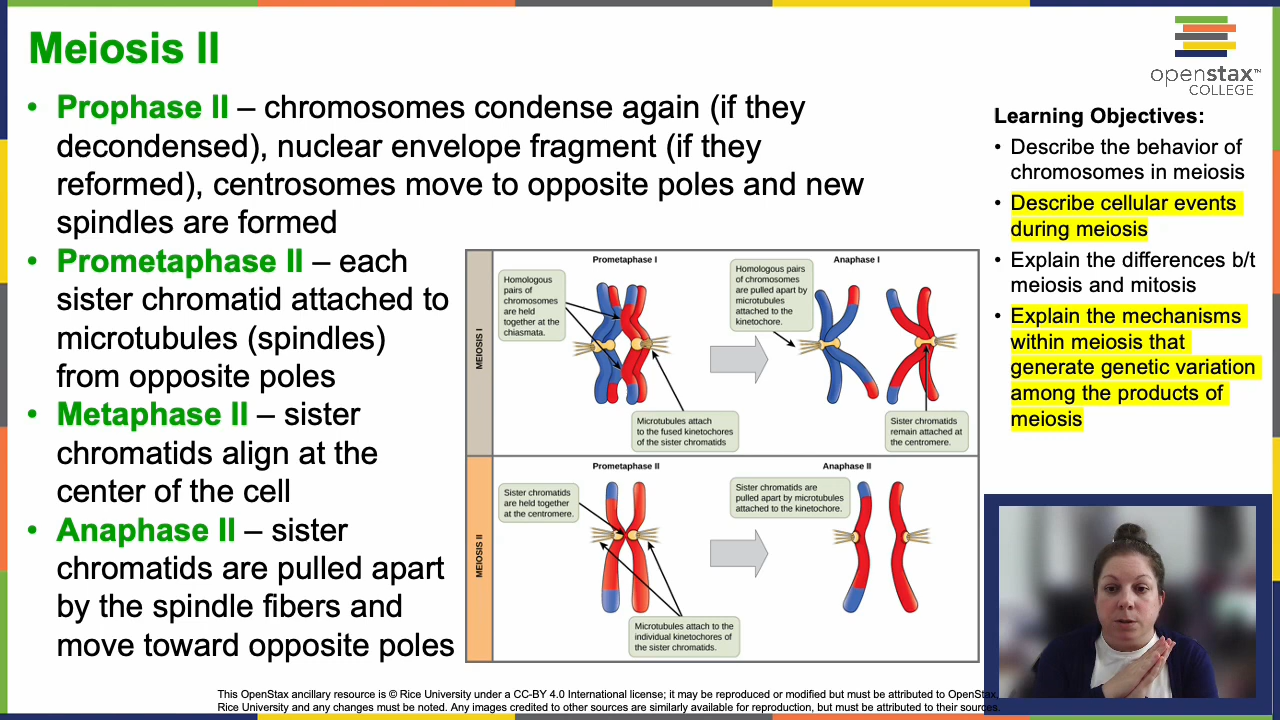 Meiosis II
• Prophase II – chromosomes condense again (if they
decondensed), nuclear envelope fragment (if they
reformed), centrosomes move to opposite poles and new
spindles are formed
• Prometaphase II – each
sister chromatid attached to
microtubules (spindles)
from opposite poles
• Metaphase II – sister
chromatids align at the
center of the cell
• Anaphase II – sister
chromatids are pulled apart
by the spindle fibers and
move toward opposite poles
MEIOSIS I
Prometaphase I
Homologous
pairs of
chromosomes
are held
together at the
chiasmata.
Microtubules attach
to the fused kinetochores
of the sister chromatids
Anaphase I
Homologous pairs
of chromosomes
are pulled apart by
microtubules
attached to the
kinetochore.
Sister chromatids
remain attached at
the centromere.
MEIOSIS II
Prometaphase II
Sister chromatids
are held together
at the centromere.
Microtubules attach to the
individual kinetochores of
the sister chromatids.
Anaphase II
Sister chromatids are
pulled apart by microtubules
attached to the kinetochore.
openstax™
COLLEGE
Learning Objectives:
• Describe the behavior of
chromosomes in meiosis
• Describe cellular events
during meiosis
• Explain the differences b/t
meiosis and mitosis
• Explain the mechanisms
within meiosis that
generate genetic variation
among the products of
meiosis
This OpenStax ancillary resource is © Rice University under a CC-BY 4.0 International license; it may be reproduced or modified but must be attributed to OpenStax,
Rice University and any changes must be noted. Any images credited to other sources are similarly available for reproduction, but must be attributed to their sources.